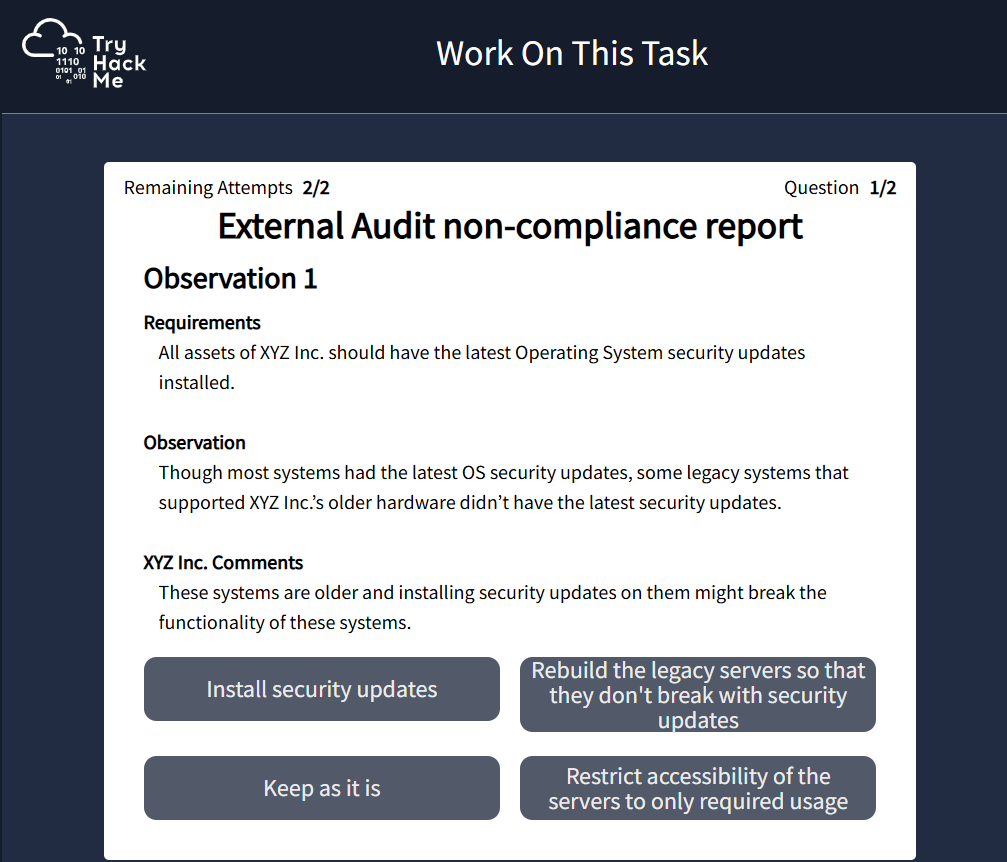 10 10
1110
0101 01
01 010
01
Try
Hack
Me
Work On This Task
Remaining Attempts 2/2
Question 1/2
External Audit non-compliance report
Observation 1
Requirements
All assets of XYZ Inc. should have the latest Operating System security updates
installed.
Observation
Though most systems had the latest OS security updates, some legacy systems that
supported XYZ Inc.’s older hardware didn’t have the latest security updates.
XYZ Inc. Comments
These systems are older and installing security updates on them might break the
functionality of these systems.
Install security updates
Rebuild the legacy servers so that
they don't break with security
updates
Keep as it is
Restrict accessibility of the
servers to only required usage